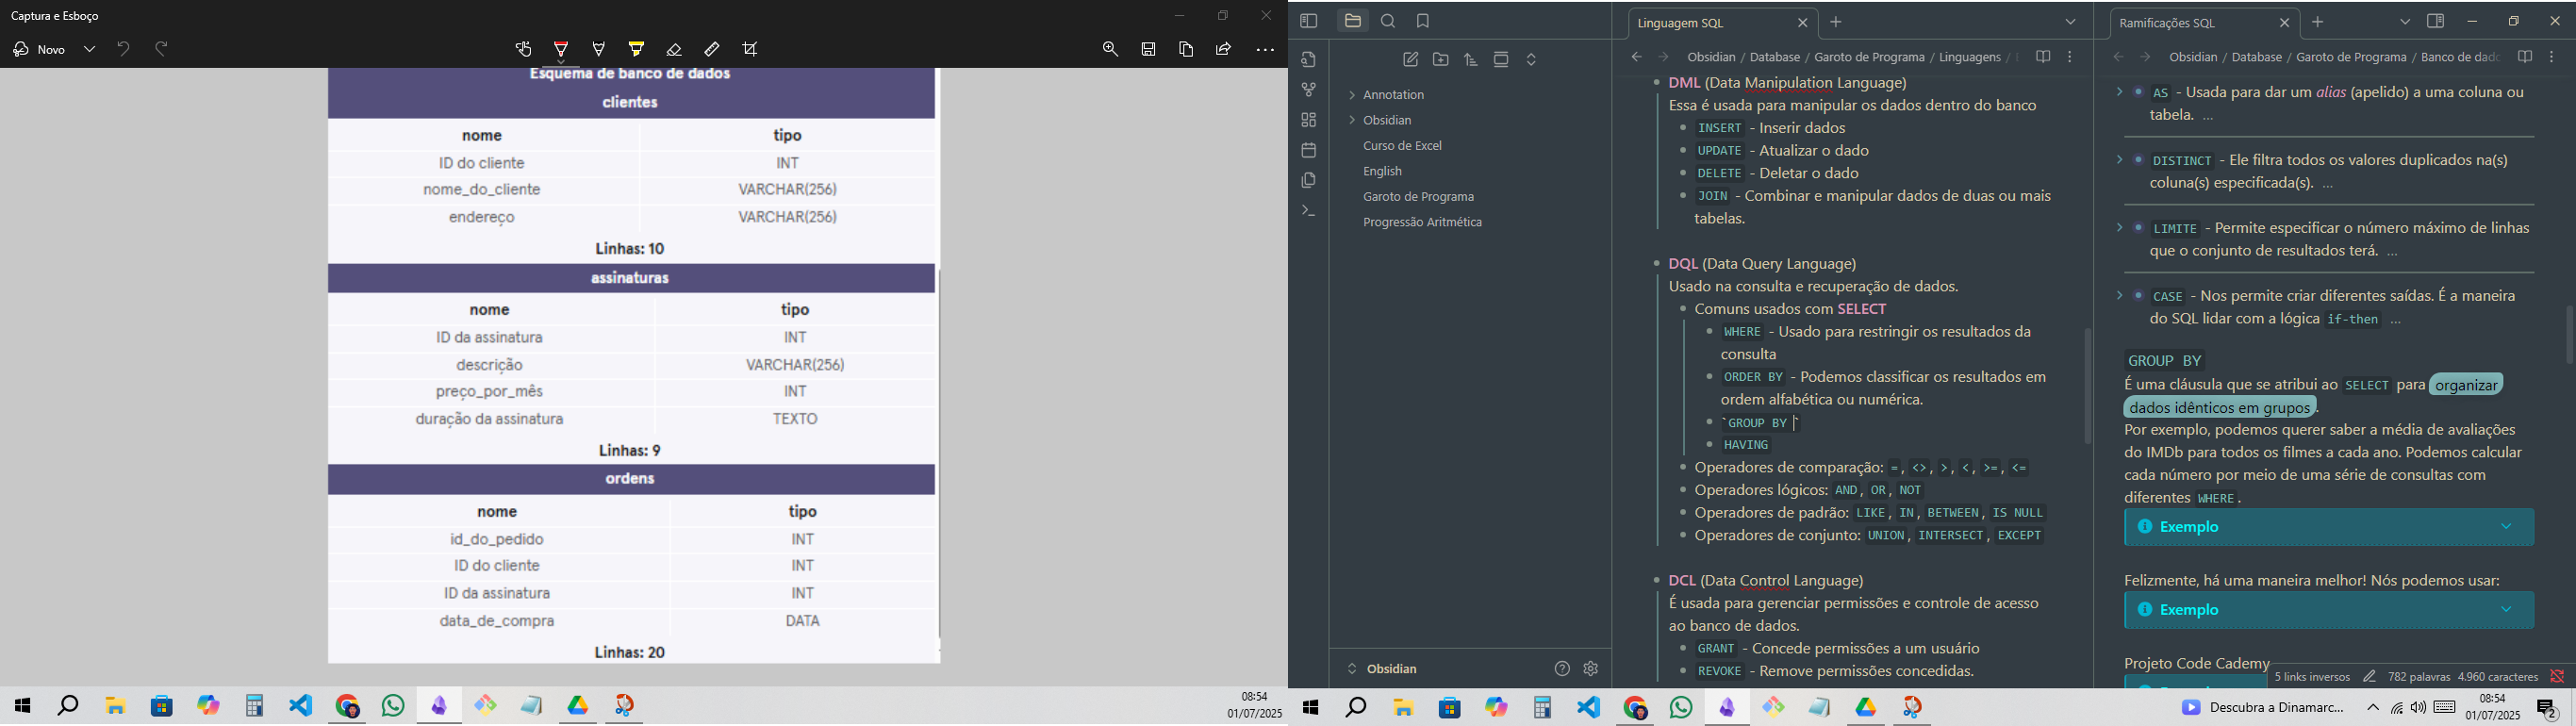 Captura e Esboço
Novo
Esquema de banco de dados
clientes
nome tipo
ID do cliente INT
nome_do_cliente VARCHAR(256)
endereço VARCHAR(256)
Linhas: 10
assinaturas
nome tipo
ID da assinatura INT
descrição VARCHAR(256)
preço_por_mês INT
duração da assinatura TEXTO
Linhas: 9
ordens
nome tipo
id_do_pedido INT
ID do cliente INT
ID da assinatura INT
data_de_compra DATA
Linhas: 20
08:54
01/07/2025
Annotation
Obsidian
Curso de Excel
English
Garoto de Programa
Progressão Aritmética
Obsidian
Linguagem SQL
Obsidian / Database / Garoto de Programa / Linguagens /
DML (Data Manipulation Language)
Essa é usada para manipular os dados dentro do banco
INSERT - Inserir dados
UPDATE - Atualizar o dado
DELETE - Deletar o dado
JOIN - Combinar e manipular dados de duas ou mais
tabelas.
DQL (Data Query Language)
Usado na consulta e recuperação de dados.
Comuns usados com SELECT
WHERE - Usado para restringir os resultados da
consulta
ORDER BY - Podemos classificar os resultados em
ordem alfabética ou numérica.
`GROUP BY `
HAVING
Operadores de comparação: =, <>, >, <, >=, <=
Operadores lógicos: AND, OR, NOT
Operadores de padrão: LIKE, IN, BETWEEN, IS NULL
Operadores de conjunto: UNION, INTERSECT, EXCEPT
DCL (Data Control Language)
É usada para gerenciar permissões e controle de acesso
ao banco de dados.
GRANT - Concede permissões a um usuário
REVOKE - Remove permissões concedidas.
Ramificações SQL
Obsidian / Database / Garoto de Programa / Banco de dado
AS - Usada para dar um alias (apelido) a uma coluna ou
tabela. ...
DISTINCT - Ele filtra todos os valores duplicados na(s)
coluna(s) especificada(s). ...
LIMITE - Permite especificar o número máximo de linhas
que o conjunto de resultados terá. ...
CASE - Nos permite criar diferentes saídas. É a maneira
do SQL lidar com a lógica if-then ...
GROUP BY
É uma cláusula que se atribui ao SELECT para organizar
dados idênticos em grupos.
Por exemplo, podemos querer saber a média de avaliações
do IMDb para todos os filmes a cada ano. Podemos calcular
cada número por meio de uma série de consultas com
diferentes WHERE.
Exemplo
Felizmente, há uma maneira melhor! Nós podemos usar:
Exemplo
Projeto Code Cademy
5 links inversos 782 palavras 4.960 caracteres
Descubra a Dinamarc...
08:54
01/07/2025
2